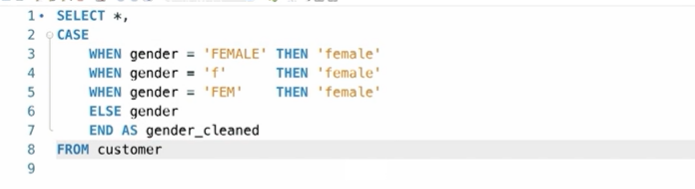 1 SELECT *,
2 CASE
3 WHEN gender = 'FEMALE' THEN 'female'
4 WHEN gender = 'f' THEN 'female'
5 WHEN gender = 'FEM' THEN 'female'
6 ELSE gender
7 END AS gender_cleaned
8 FROM customer
9